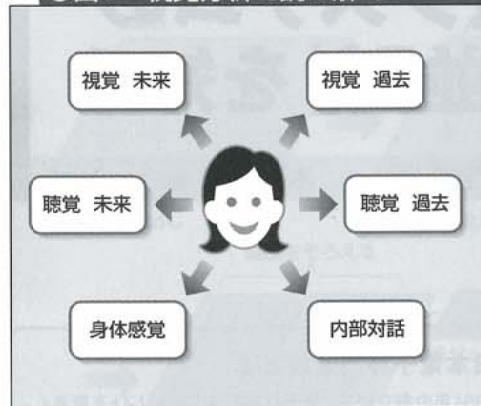 視覚 未来
視覚 過去
聴覚 未来
聴覚 過去
身体感覚
内部対話